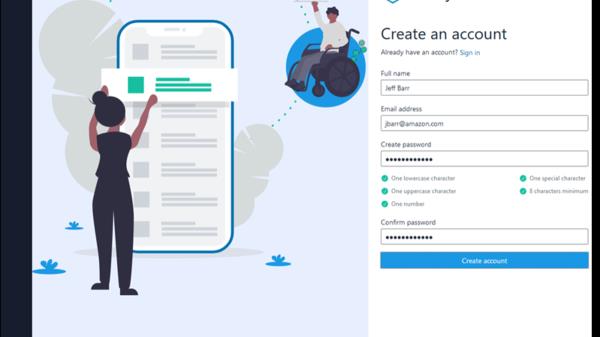 Create an account
Already have an account? Sign in
Full name
Jeff Barr
Email address
jbarr@amazon.com
Create password
●●●●●●●●●●●●
One lowercase character
One special character
One uppercase character
8 characters minimum
One number
Confirm password
●●●●●●●●●●●●
Create account